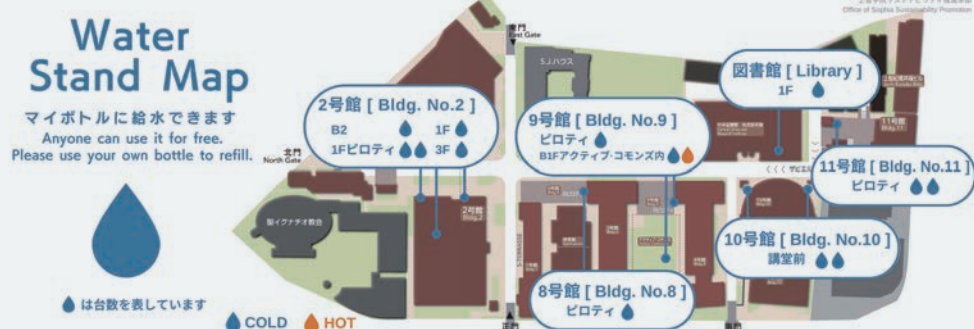 Office of Sophia Sustainability Promotion
Water
Stand Map
マイボトルに給水できます
Anyone can use it for free.
Please use your own bottle to refill.
は台数を表しています
COLD
HOT
東門
East Gate
S.J.ハウス
北門
North Gate
聖イグナチオ教会
2号館 [ Bldg. No.2 ]
B2 1F
1Fピロティ 3F
2号館
Bldg.2
9号館 [ Bldg. No.9 ]
ピロティ
B1Fアクティブ・コモンズ内
図書館 [ Library ]
1F
11号館
Bldg.11
11号館 [ Bldg. No.11 ]
ピロティ
10号館 [ Bldg. No.10 ]
講堂前
8号館 [ Bldg. No.8 ]
ピロティ
正門